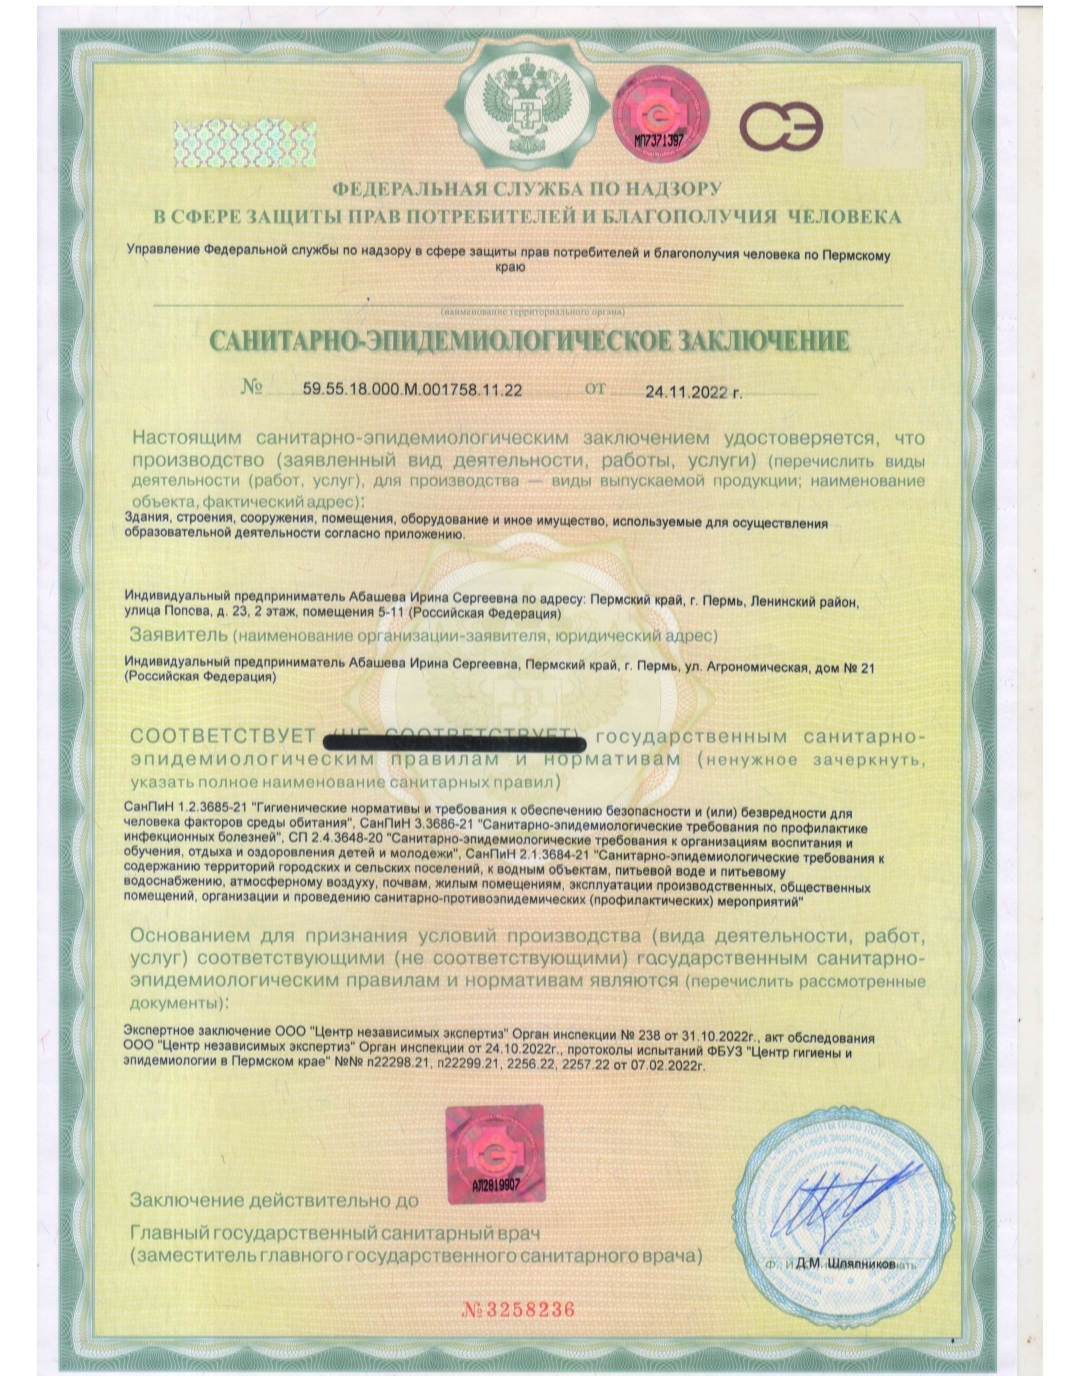 МП7371397
СЭ
ФЕДЕРАЛЬНАЯ СЛУЖБА ПО НАДЗОРУ
В СФЕРЕ ЗАЩИТЫ ПРАВ ПОТРЕБИТЕЛЕЙ И БЛАГОПОЛУЧИЯ ЧЕЛОВЕКА
Управление Федеральной службы по надзору в сфере защиты прав потребителей и благополучия человека по Пермскому
краю
(наименование территориального органа)
САНИТАРНО-ЭПИДЕМИОЛОГИЧЕСКОЕ ЗАКЛЮЧЕНИЕ
№ 59.55.18.000.М.001758.11.22 ОТ 24.11.2022 г.
Настоящим санитарно-эпидемиологическим заключением удостоверяется, что
производство (заявленный вид деятельности, работы, услуги) (перечислить виды
деятельности (работ, услуг), для производства — виды выпускаемой продукции; наименование
объекта, фактический адрес):
Здания, строения, сооружения, помещения, оборудование и иное имущество, используемые для осуществления
образовательной деятельности согласно приложению.
Индивидуальный предприниматель Абашева Ирина Сергеевна по адресу: Пермский край, г. Пермь, Ленинский район,
улица Попова, д. 23, 2 этаж, помещения 5-11 (Российская Федерация)
Заявитель (наименование организации-заявителя, юридический адрес)
Индивидуальный предприниматель Абашева Ирина Сергеевна, Пермский край, г. Пермь, ул. Агрономическая, дом № 21
(Российская Федерация)
СООТВЕТСТВУЕТ (НЕ СООТВЕТСТВУЕТ) государственным санитарно-
эпидемиологическим правилам и нормативам (ненужное зачеркнуть,
указать полное наименование санитарных правил)
СанПиН 1.2.3685-21 "Гигиенические нормативы и требования к обеспечению безопасности и (или) безвредности для
человека факторов среды обитания", СанПиН 3.3686-21 "Санитарно-эпидемиологические требования по профилактике
инфекционных болезней", СП 2.4.3648-20 "Санитарно-эпидемиологические требования к организациям воспитания и
обучения, отдыха и оздоровления детей и молодежи", СанПиН 2.1.3684-21 "Санитарно-эпидемиологические требования к
содержанию территорий городских и сельских поселений, к водным объектам, питьевой воде и питьевому
водоснабжению, атмосферному воздуху, почвам, жилым помещениям, эксплуатации производственных, общественных
помещений, организации и проведению санитарно-противоэпидемических (профилактических) мероприятий"
Основанием для признания условий производства (вида деятельности, работ,
услуг) соответствующими (не соответствующими) государственным санитарно-
эпидемиологическим правилам и нормативам являются (перечислить рассмотренные
документы):
Экспертное заключение ООО "Центр независимых экспертиз" Орган инспекции № 238 от 31.10.2022г., акт обследования
ООО "Центр независимых экспертиз" Орган инспекции от 24.10.2022г., протоколы испытаний ФБУЗ "Центр гигиены и
эпидемиологии в Пермском крае" №№ п22298.21, п22299.21, 2256.22, 2257.22 от 07.02.2022г.
АЛ2819907
Заключение действительно до
Главный государственный санитарный врач
(заместитель главного государственного санитарного врача)
Д.М. Шляпников
№3258236